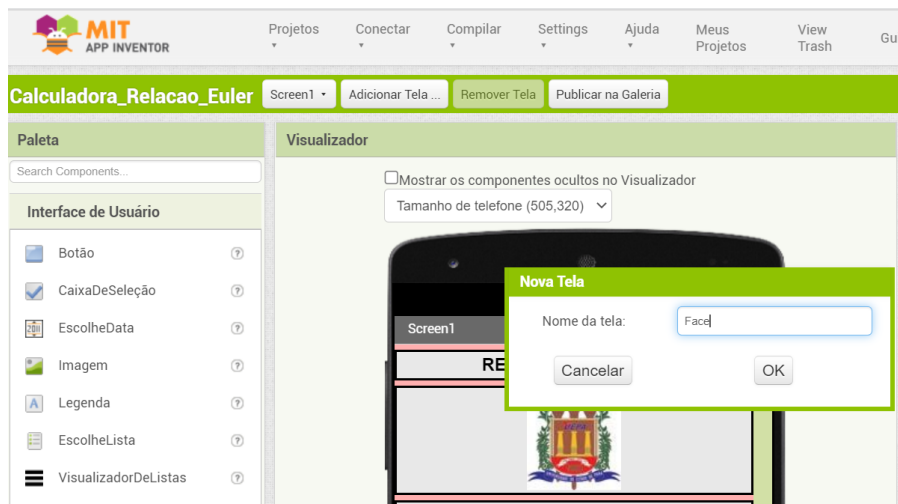 MIT
APP INVENTOR
Projetos
Conectar
Compilar
Settings
Ajuda
Meus
Projetos
View
Trash
Gu
Calculadora_Relacao_Euler
Screen1
Adicionar Tela ...
Remover Tela
Publicar na Galeria
Paleta
Visualizador
Search Components...
Mostrar os componentes ocultos no Visualizador
Tamanho de telefone (505,320)
Interface de Usuário
Botão
CaixaDeSeleção
EscolheData
Imagem
Legenda
EscolheLista
VisualizadorDeListas
Nova Tela
Nome da tela:
Face
Cancelar
OK
Screen1
RE